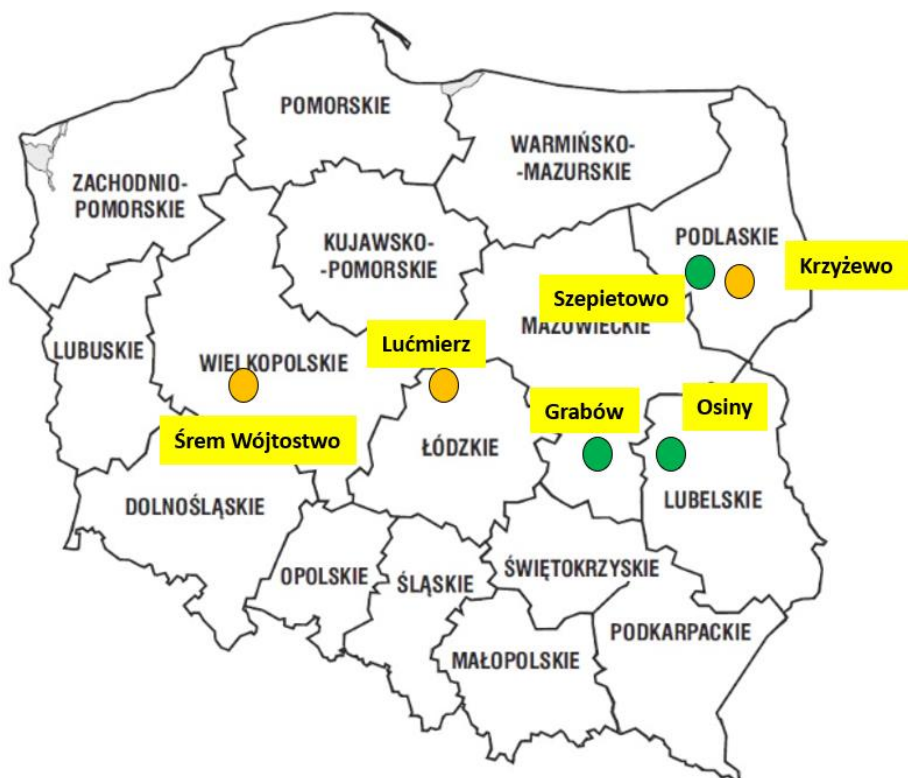 POMORSKIE
WARMIŃSKO-
-MAZURSKIE
ZACHODNIO-
POMORSKIE
KUJAWSKO-
-POMORSKIE
PODLASKIE
Krzyżewo
Szepietowo
MAZOWIECKIE
LUBUSKIE
WIELKOPOLSKIE
Lućmierz
Grabów
Osiny
Śrem Wójtostwo
ŁÓDZKIE
LUBELSKIE
DOLNOŚLĄSKIE
OPOLSKIE
ŚLĄSKIE
ŚWIĘTOKRZYSKIE
PODKARPACKIE
MAŁOPOLSKIE